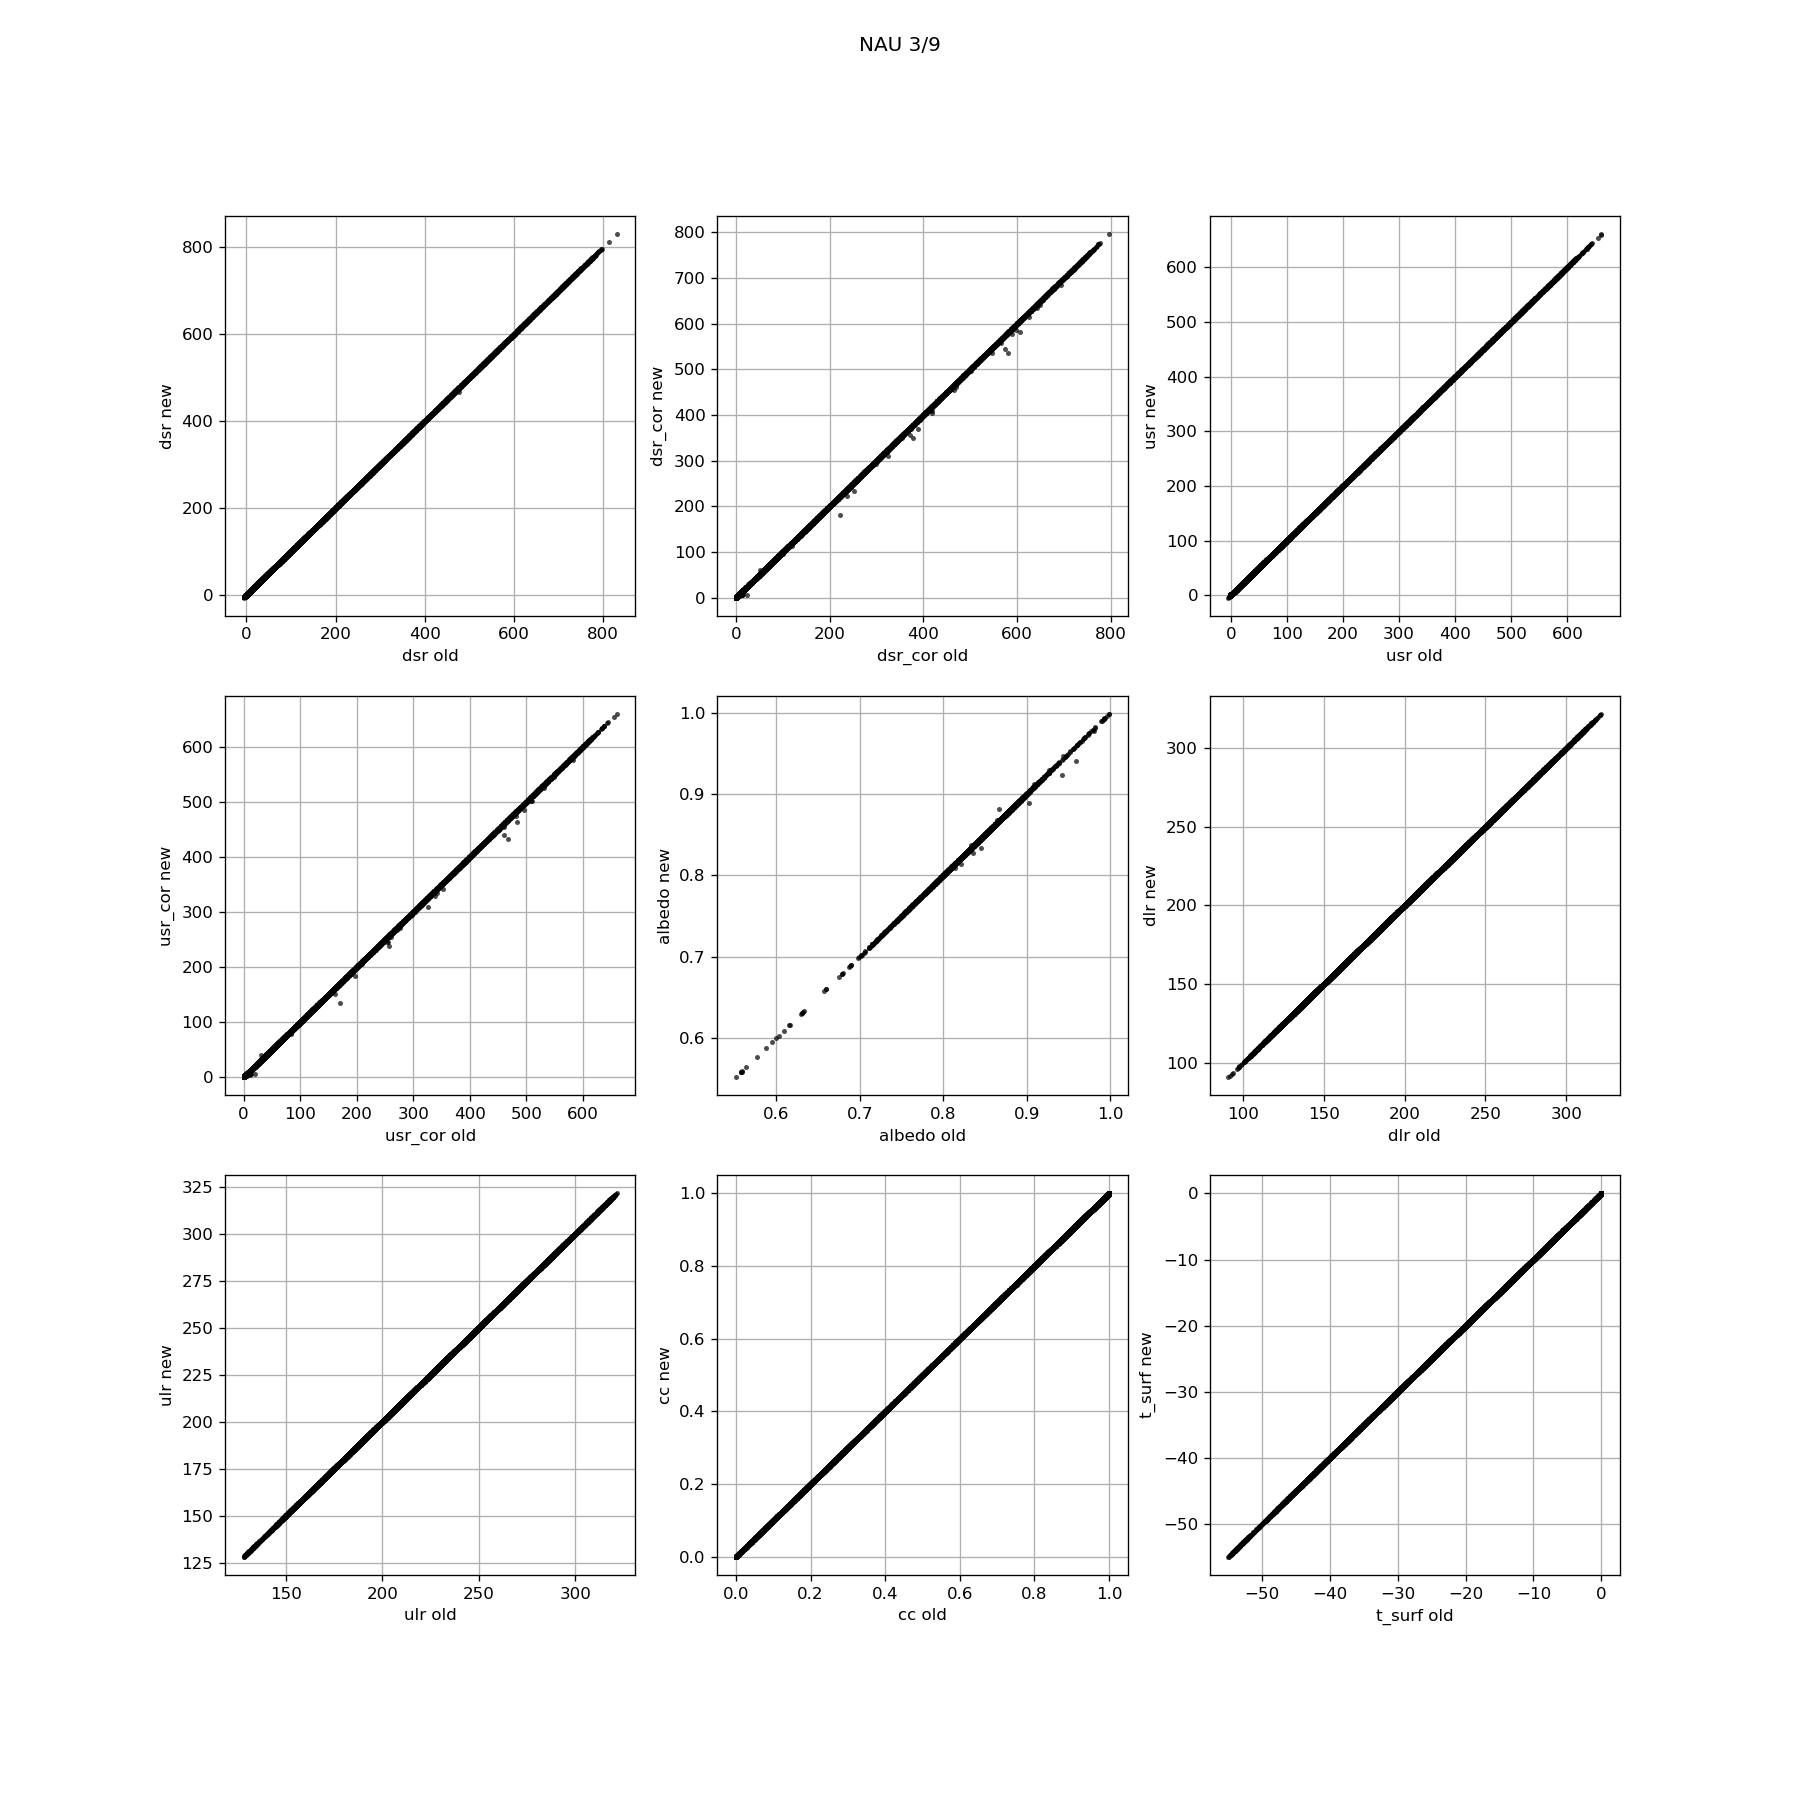 NAU 3/9
800
600
400
200
0
dsr new
0 200 400 600 800
dsr old
800
700
600
500
400
300
200
100
0
dsr_cor new
0 200 400 600 800
dsr_cor old
600
500
400
300
200
100
0
usr new
0 100 200 300 400 500 600
usr old
600
500
400
300
200
100
0
usr_cor new
0 100 200 300 400 500 600
usr_cor old
1.0
0.9
0.8
0.7
0.6
albedo new
0.6 0.7 0.8 0.9 1.0
albedo old
300
250
200
150
100
dlr new
100 150 200 250 300
dlr old
325
300
275
250
225
200
175
150
125
ulr new
150 200 250 300
ulr old
1.0
0.8
0.6
0.4
0.2
0.0
cc new
0.0 0.2 0.4 0.6 0.8 1.0
cc old
0
−10
−20
−30
−40
−50
t_surf new
−50 −40 −30 −20 −10 0
t_surf old